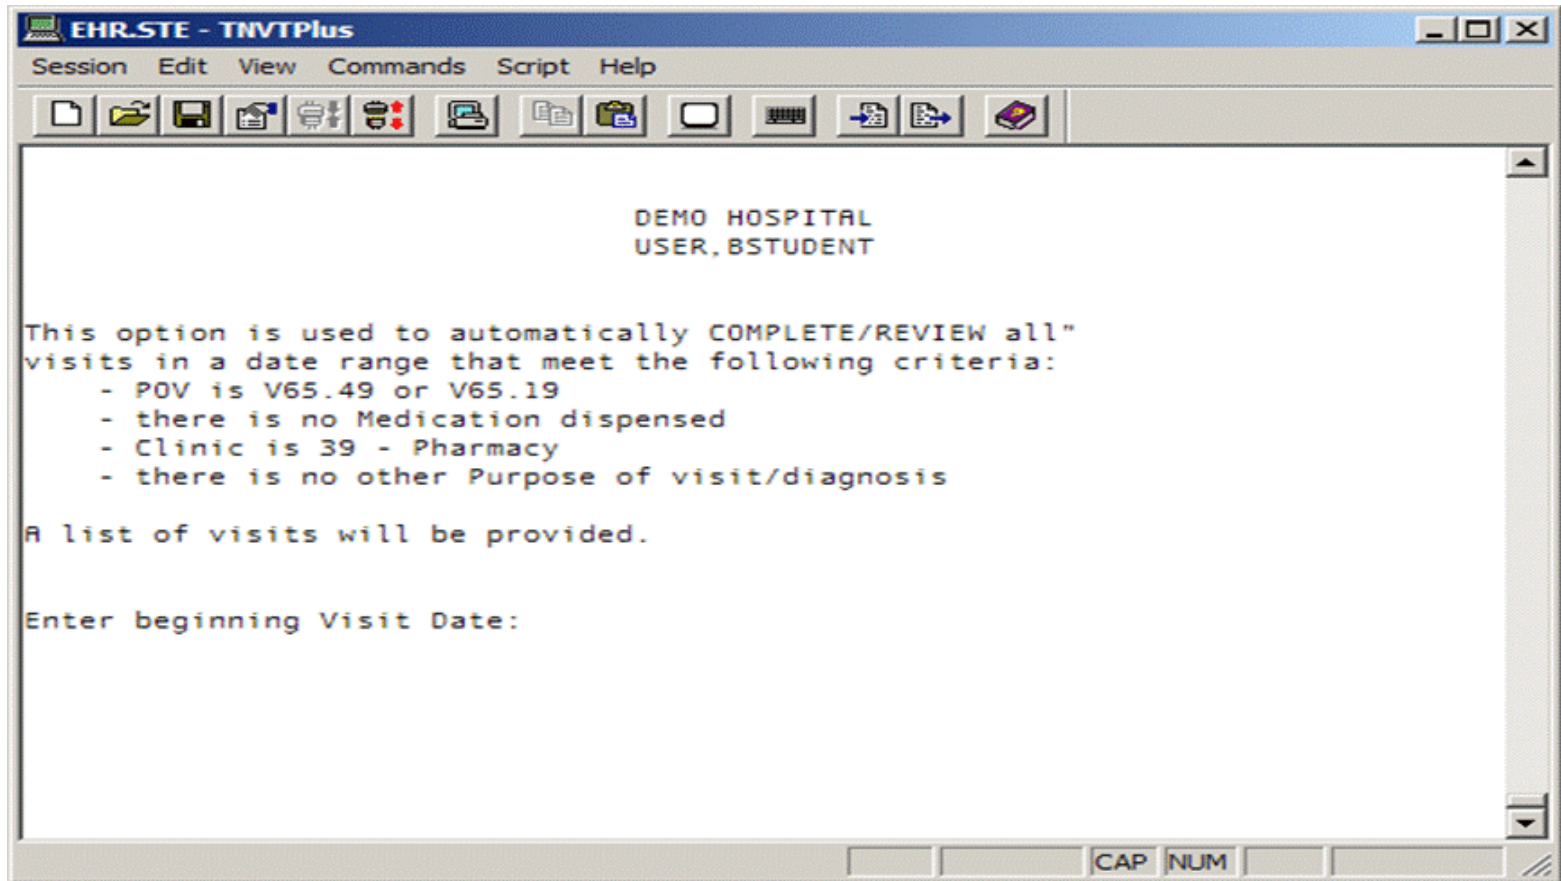 EHR.STE - TNVTPlus
Session Edit View Commands Script Help
DEMO HOSPITAL
USER,BSTUDENT
This option is used to automatically COMPLETE/REVIEW all"
visits in a date range that meet the following criteria:
- POV is V65.49 or V65.19
- there is no Medication dispensed
- Clinic is 39 - Pharmacy
- there is no other Purpose of visit/diagnosis
A list of visits will be provided.
Enter beginning Visit Date:
CAP NUM